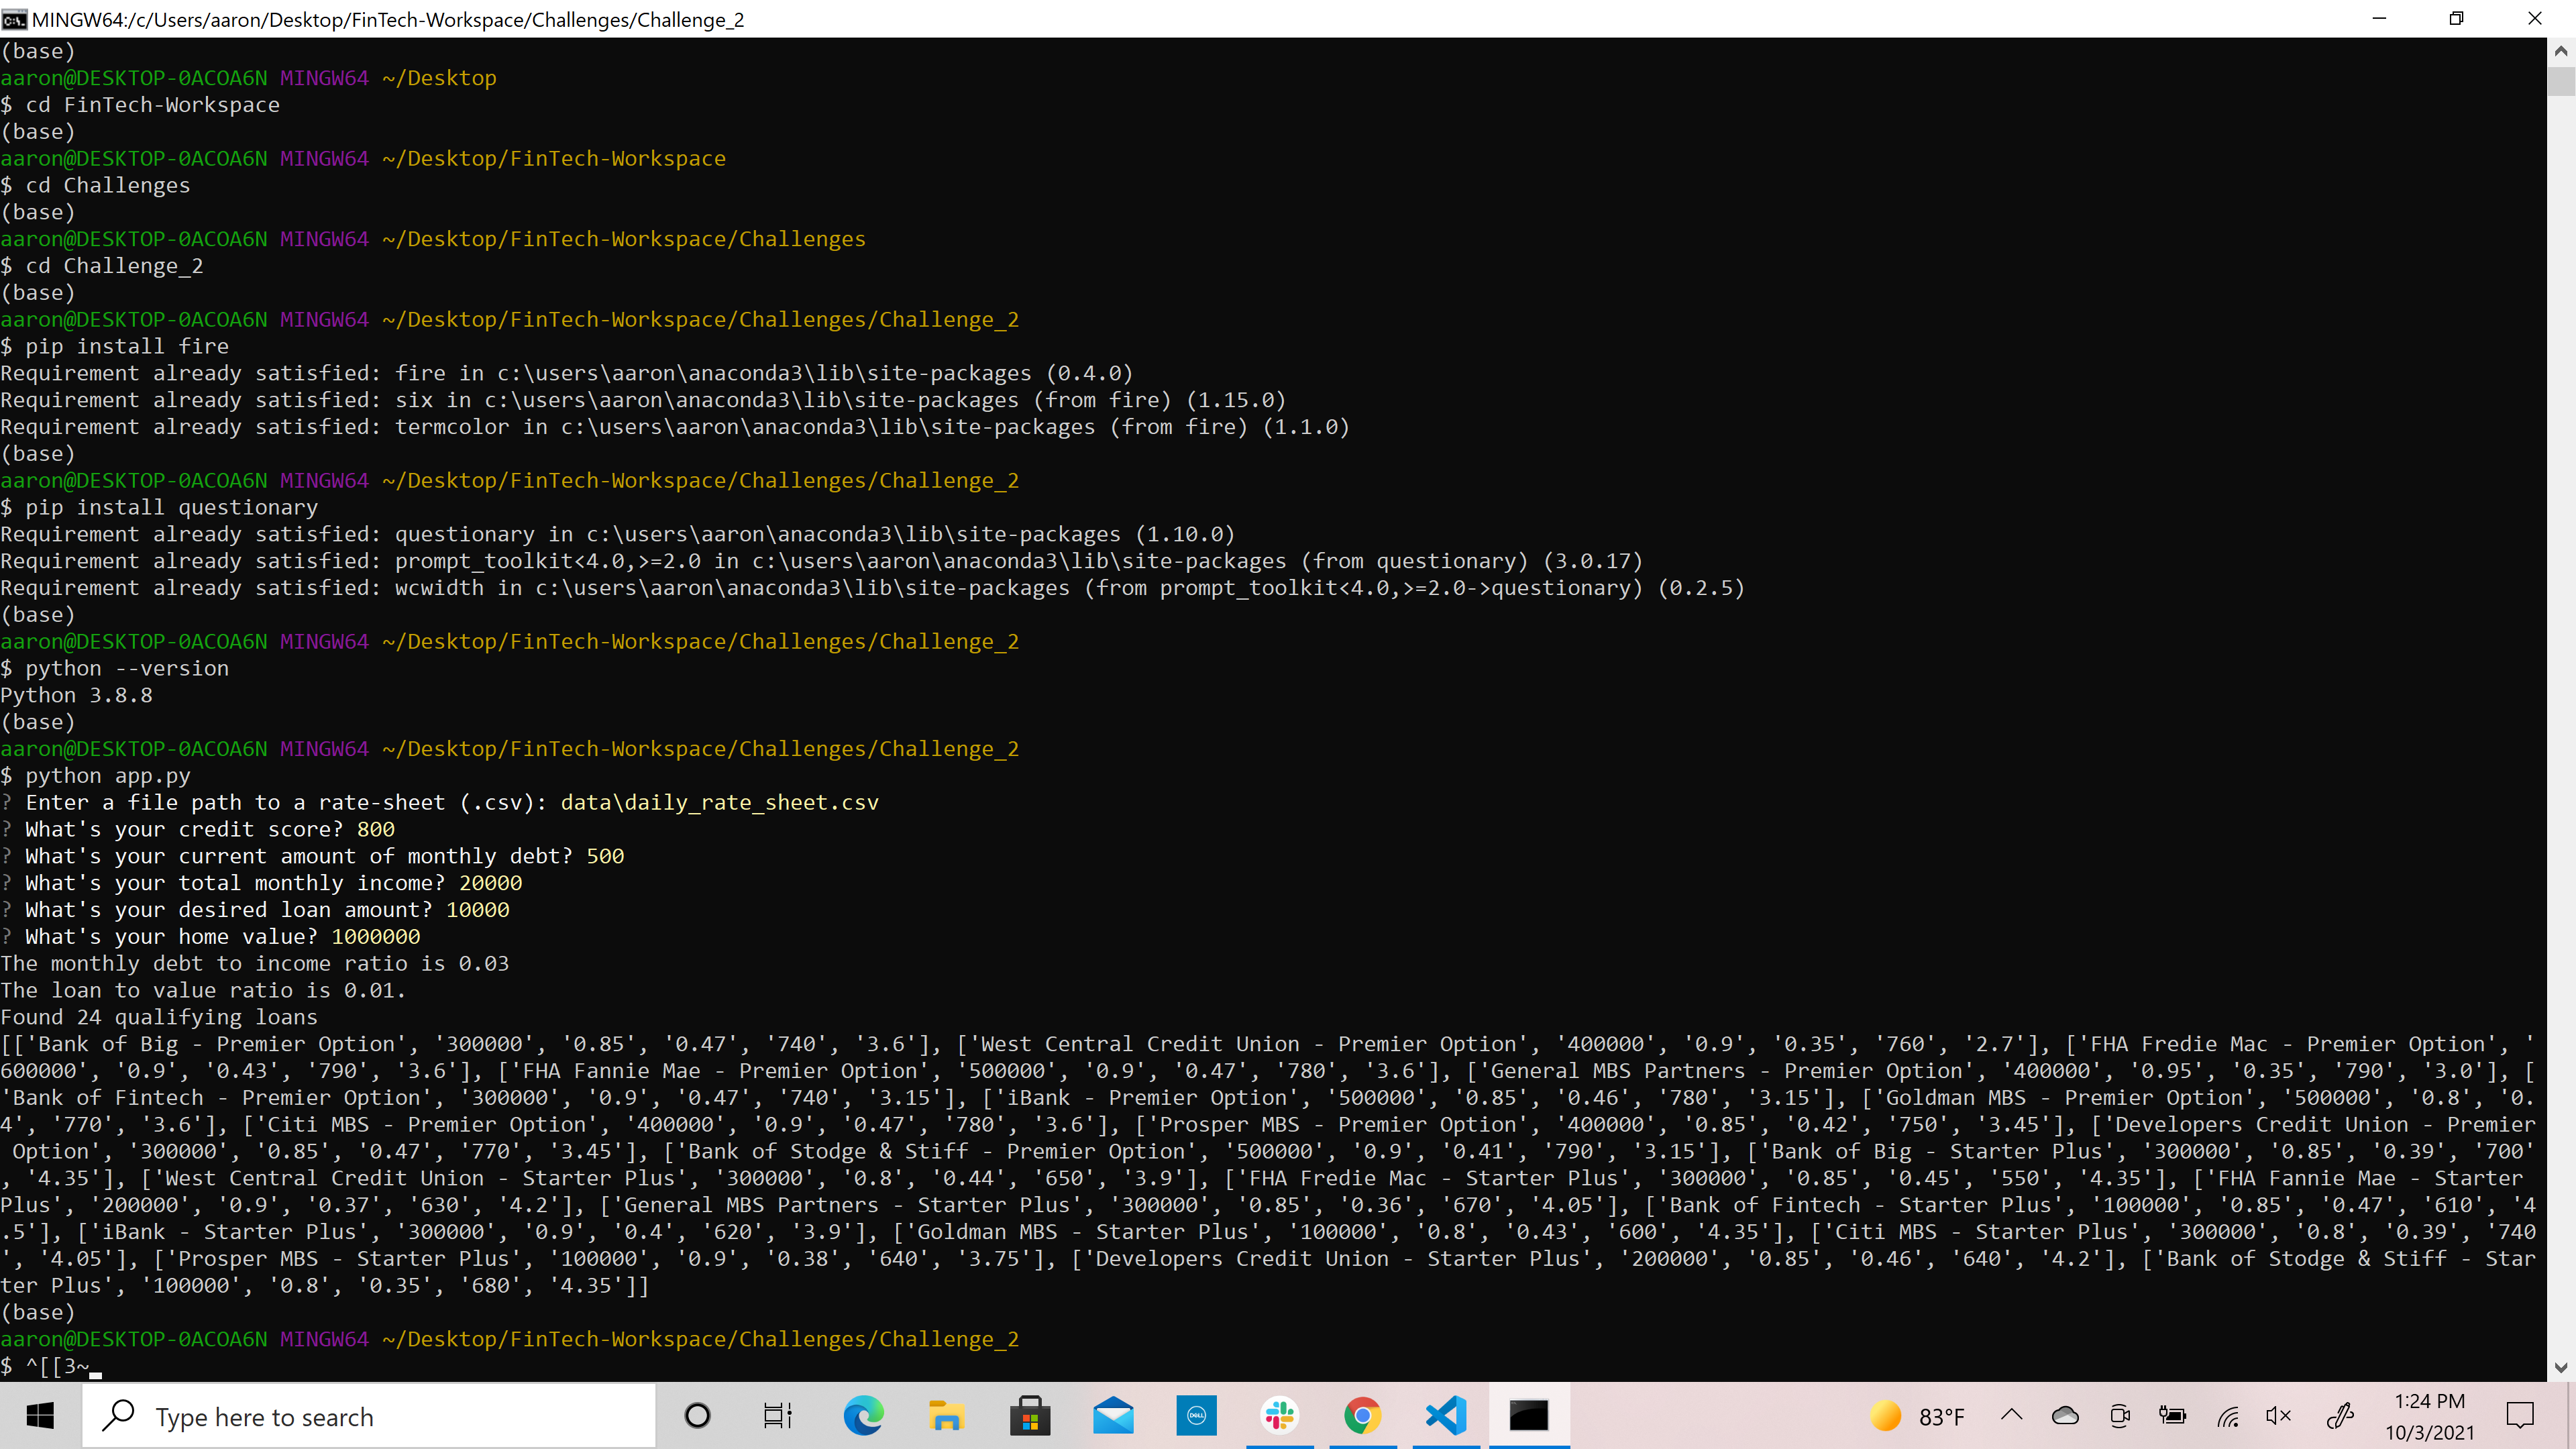 MINGW64:/c/Users/aaron/Desktop/FinTech-Workspace/Challenges/Challenge_2
(base)
aaron@DESKTOP-0ACOA6N MINGW64 ~/Desktop
$ cd FinTech-Workspace
(base)
aaron@DESKTOP-0ACOA6N MINGW64 ~/Desktop/FinTech-Workspace
$ cd Challenges
(base)
aaron@DESKTOP-0ACOA6N MINGW64 ~/Desktop/FinTech-Workspace/Challenges
$ cd Challenge_2
(base)
aaron@DESKTOP-0ACOA6N MINGW64 ~/Desktop/FinTech-Workspace/Challenges/Challenge_2
$ pip install fire
Requirement already satisfied: fire in c:\users\aaron\anaconda3\lib\site-packages (0.4.0)
Requirement already satisfied: six in c:\users\aaron\anaconda3\lib\site-packages (from fire) (1.15.0)
Requirement already satisfied: termcolor in c:\users\aaron\anaconda3\lib\site-packages (from fire) (1.1.0)
(base)
aaron@DESKTOP-0ACOA6N MINGW64 ~/Desktop/FinTech-Workspace/Challenges/Challenge_2
$ pip install questionary
Requirement already satisfied: questionary in c:\users\aaron\anaconda3\lib\site-packages (1.10.0)
Requirement already satisfied: prompt_toolkit<4.0,>=2.0 in c:\users\aaron\anaconda3\lib\site-packages (from questionary) (3.0.17)
Requirement already satisfied: wcwidth in c:\users\aaron\anaconda3\lib\site-packages (from prompt_toolkit<4.0,>=2.0->questionary) (0.2.5)
(base)
aaron@DESKTOP-0ACOA6N MINGW64 ~/Desktop/FinTech-Workspace/Challenges/Challenge_2
$ python --version
Python 3.8.8
(base)
aaron@DESKTOP-0ACOA6N MINGW64 ~/Desktop/FinTech-Workspace/Challenges/Challenge_2
$ python app.py
? Enter a file path to a rate-sheet (.csv): data\daily_rate_sheet.csv
? What's your credit score? 800
? What's your current amount of monthly debt? 500
? What's your total monthly income? 20000
? What's your desired loan amount? 10000
? What's your home value? 1000000
The monthly debt to income ratio is 0.03
The loan to value ratio is 0.01.
Found 24 qualifying loans
[['Bank of Big - Premier Option', '300000', '0.85', '0.47', '740', '3.6'], ['West Central Credit Union - Premier Option', '400000', '0.9', '0.35', '760', '2.7'], ['FHA Fredie Mac - Premier Option', '
600000', '0.9', '0.43', '790', '3.6'], ['FHA Fannie Mae - Premier Option', '500000', '0.9', '0.47', '780', '3.6'], ['General MBS Partners - Premier Option', '400000', '0.95', '0.35', '790', '3.0'], [
'Bank of Fintech - Premier Option', '300000', '0.9', '0.47', '740', '3.15'], ['iBank - Premier Option', '500000', '0.85', '0.46', '780', '3.15'], ['Goldman MBS - Premier Option', '500000', '0.8', '0.
4', '770', '3.6'], ['Citi MBS - Premier Option', '400000', '0.9', '0.47', '780', '3.6'], ['Prosper MBS - Premier Option', '400000', '0.85', '0.42', '750', '3.45'], ['Developers Credit Union - Premier
 Option', '300000', '0.85', '0.47', '770', '3.45'], ['Bank of Stodge & Stiff - Premier Option', '500000', '0.9', '0.41', '790', '3.15'], ['Bank of Big - Starter Plus', '300000', '0.85', '0.39', '700'
, '4.35'], ['West Central Credit Union - Starter Plus', '300000', '0.8', '0.44', '650', '3.9'], ['FHA Fredie Mac - Starter Plus', '300000', '0.85', '0.45', '550', '4.35'], ['FHA Fannie Mae - Starter
Plus', '200000', '0.9', '0.37', '630', '4.2'], ['General MBS Partners - Starter Plus', '300000', '0.85', '0.36', '670', '4.05'], ['Bank of Fintech - Starter Plus', '100000', '0.85', '0.47', '610', '4
.5'], ['iBank - Starter Plus', '300000', '0.9', '0.4', '620', '3.9'], ['Goldman MBS - Starter Plus', '100000', '0.8', '0.43', '600', '4.35'], ['Citi MBS - Starter Plus', '300000', '0.8', '0.39', '740
', '4.05'], ['Prosper MBS - Starter Plus', '100000', '0.9', '0.38', '640', '3.75'], ['Developers Credit Union - Starter Plus', '200000', '0.85', '0.46', '640', '4.2'], ['Bank of Stodge & Stiff - Star
ter Plus', '100000', '0.8', '0.35', '680', '4.35']]
(base)
aaron@DESKTOP-0ACOA6N MINGW64 ~/Desktop/FinTech-Workspace/Challenges/Challenge_2
$ ^[[3~
Type here to search
DELL
83°F
1:24 PM
10/3/2021